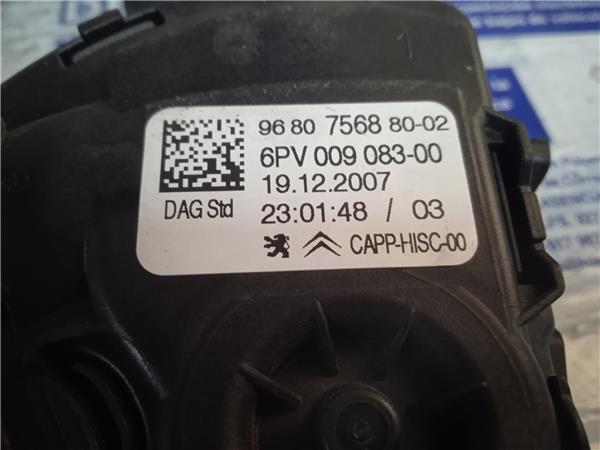 96 80 7568 80-02
6PV 009 083-00
19.12.2007
DAG Std
23:01:48 / 03
CAPP-HISC-00